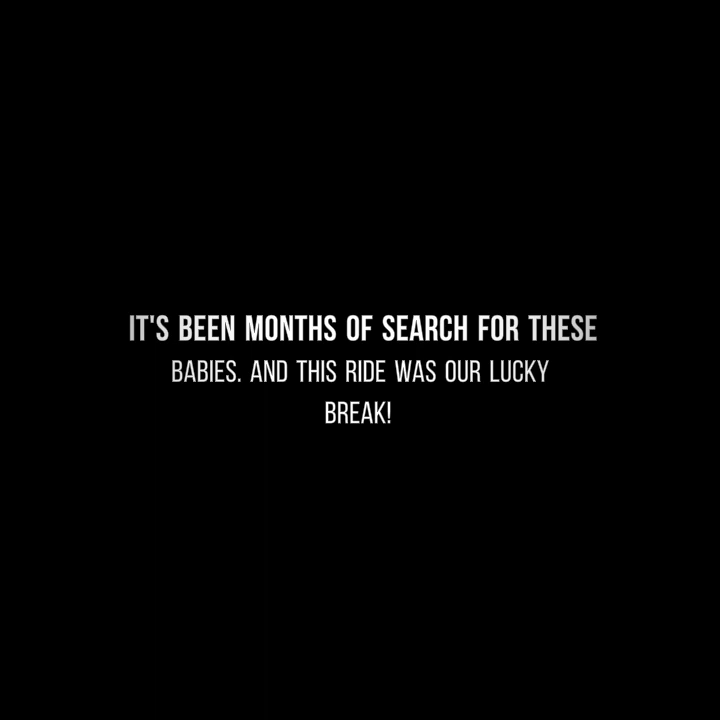 IT'S BEEN MONTHS OF SEARCH FOR THESE
BABIES. AND THIS RIDE WAS OUR LUCKY
BREAK!